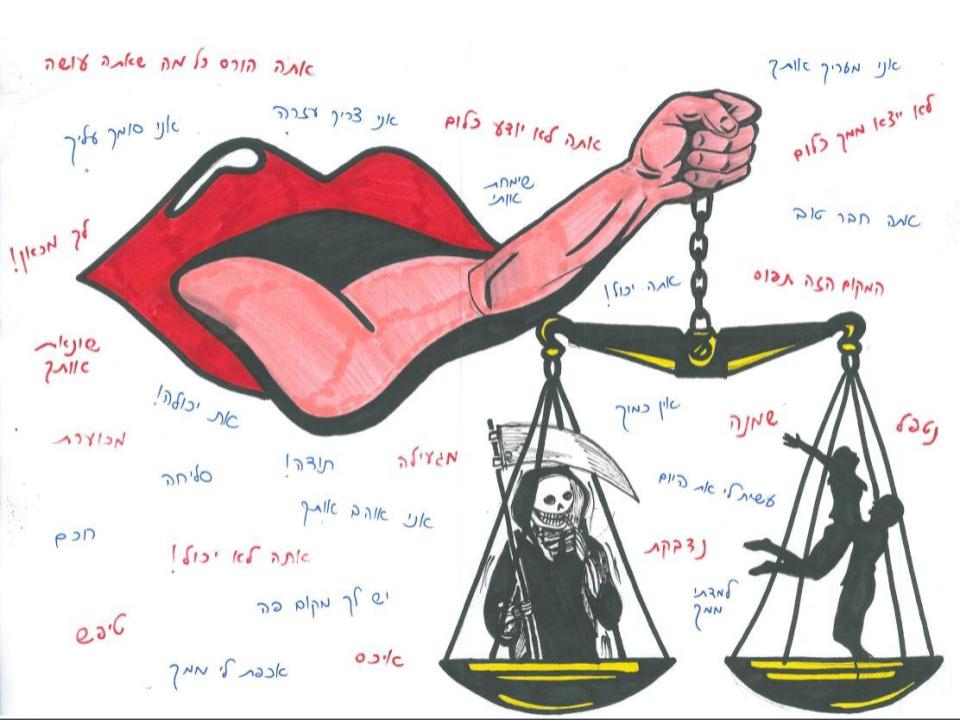 אתה הורס כל מה שאתה עושה
אני מעריך אותך
אני צריך עזרה
אני סומך עליך
אתה לא יודע כלום
לא ייצא ממך כלום
שימחת
אותי
אתה חבר טוב
לך מכאן!
המקום הזה תפוס
אתה יכול!
שונאת
אותך
את יכולה!
אין כמוך
שמנה
נטפל
מכוערת
תודה!
מגעילה
סליחה
עשית לי את היום
אני אוהב אותך
חכם
נדבקת
אתה לא יכול!
למדתי
ממך
יש לך מקום פה
טיפש
איכס
אכפת לי ממך